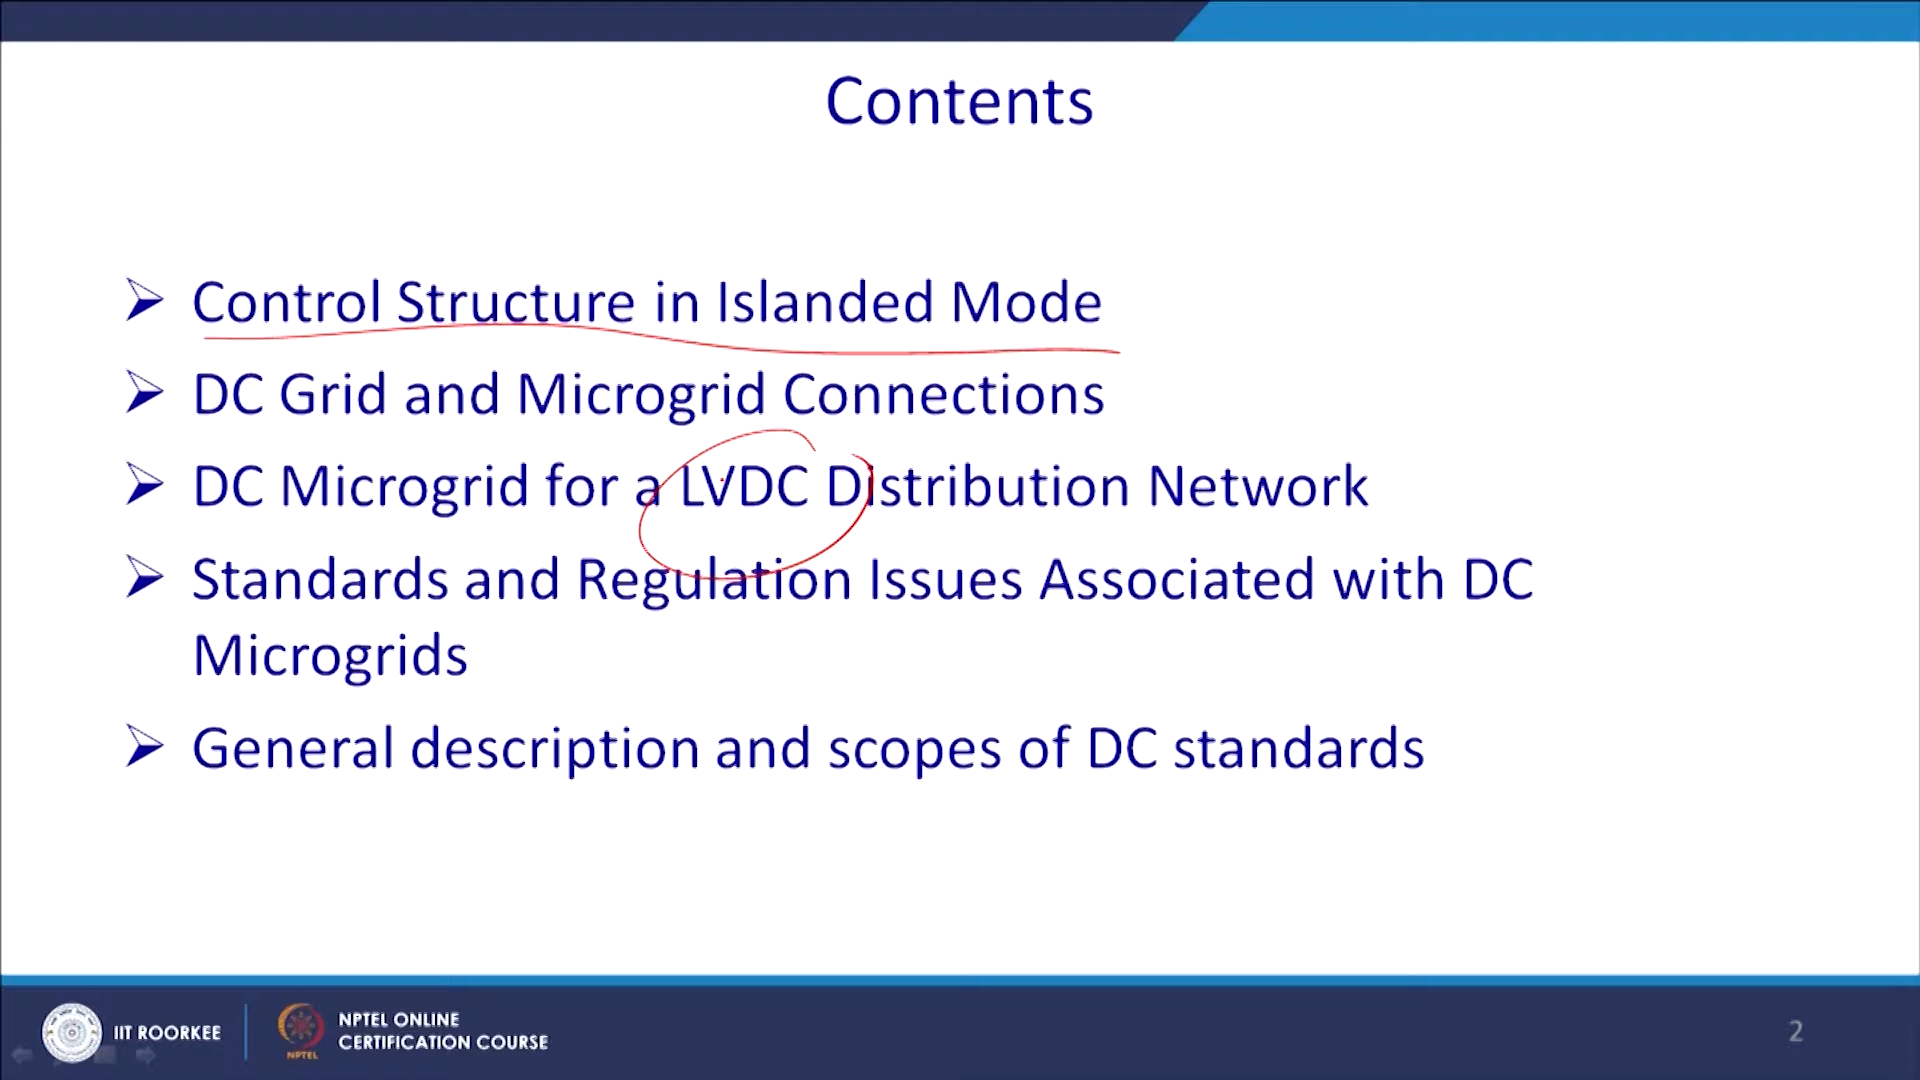 Contents
Control Structure in Islanded Mode
DC Grid and Microgrid Connections
DC Microgrid for a LVDC Distribution Network
Standards and Regulation Issues Associated with DC
Microgrids
General description and scopes of DC standards
IIT ROORKEE
NPTEL
NPTEL ONLINE
CERTIFICATION COURSE
2